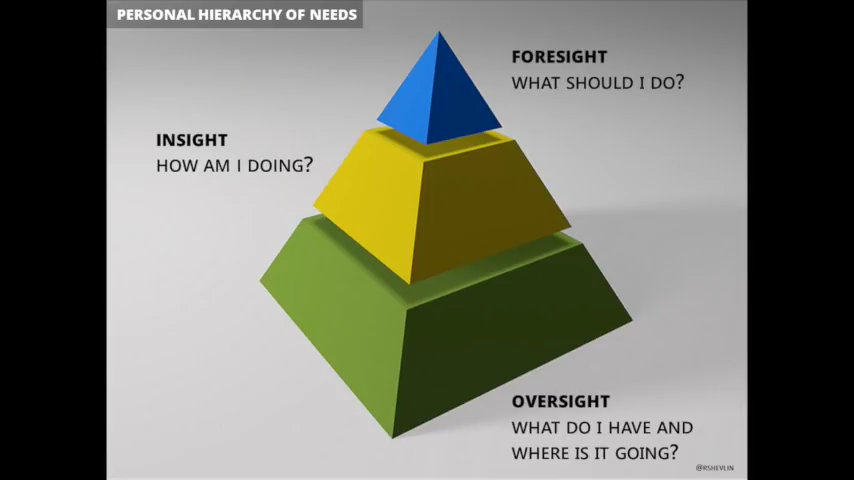 PERSONAL HIERARCHY OF NEEDS
FORESIGHT
WHAT SHOULD I DO?
INSIGHT
HOW AM I DOING?
OVERSIGHT
WHAT DO I HAVE AND
WHERE IS IT GOING?
@RSHEVLIN